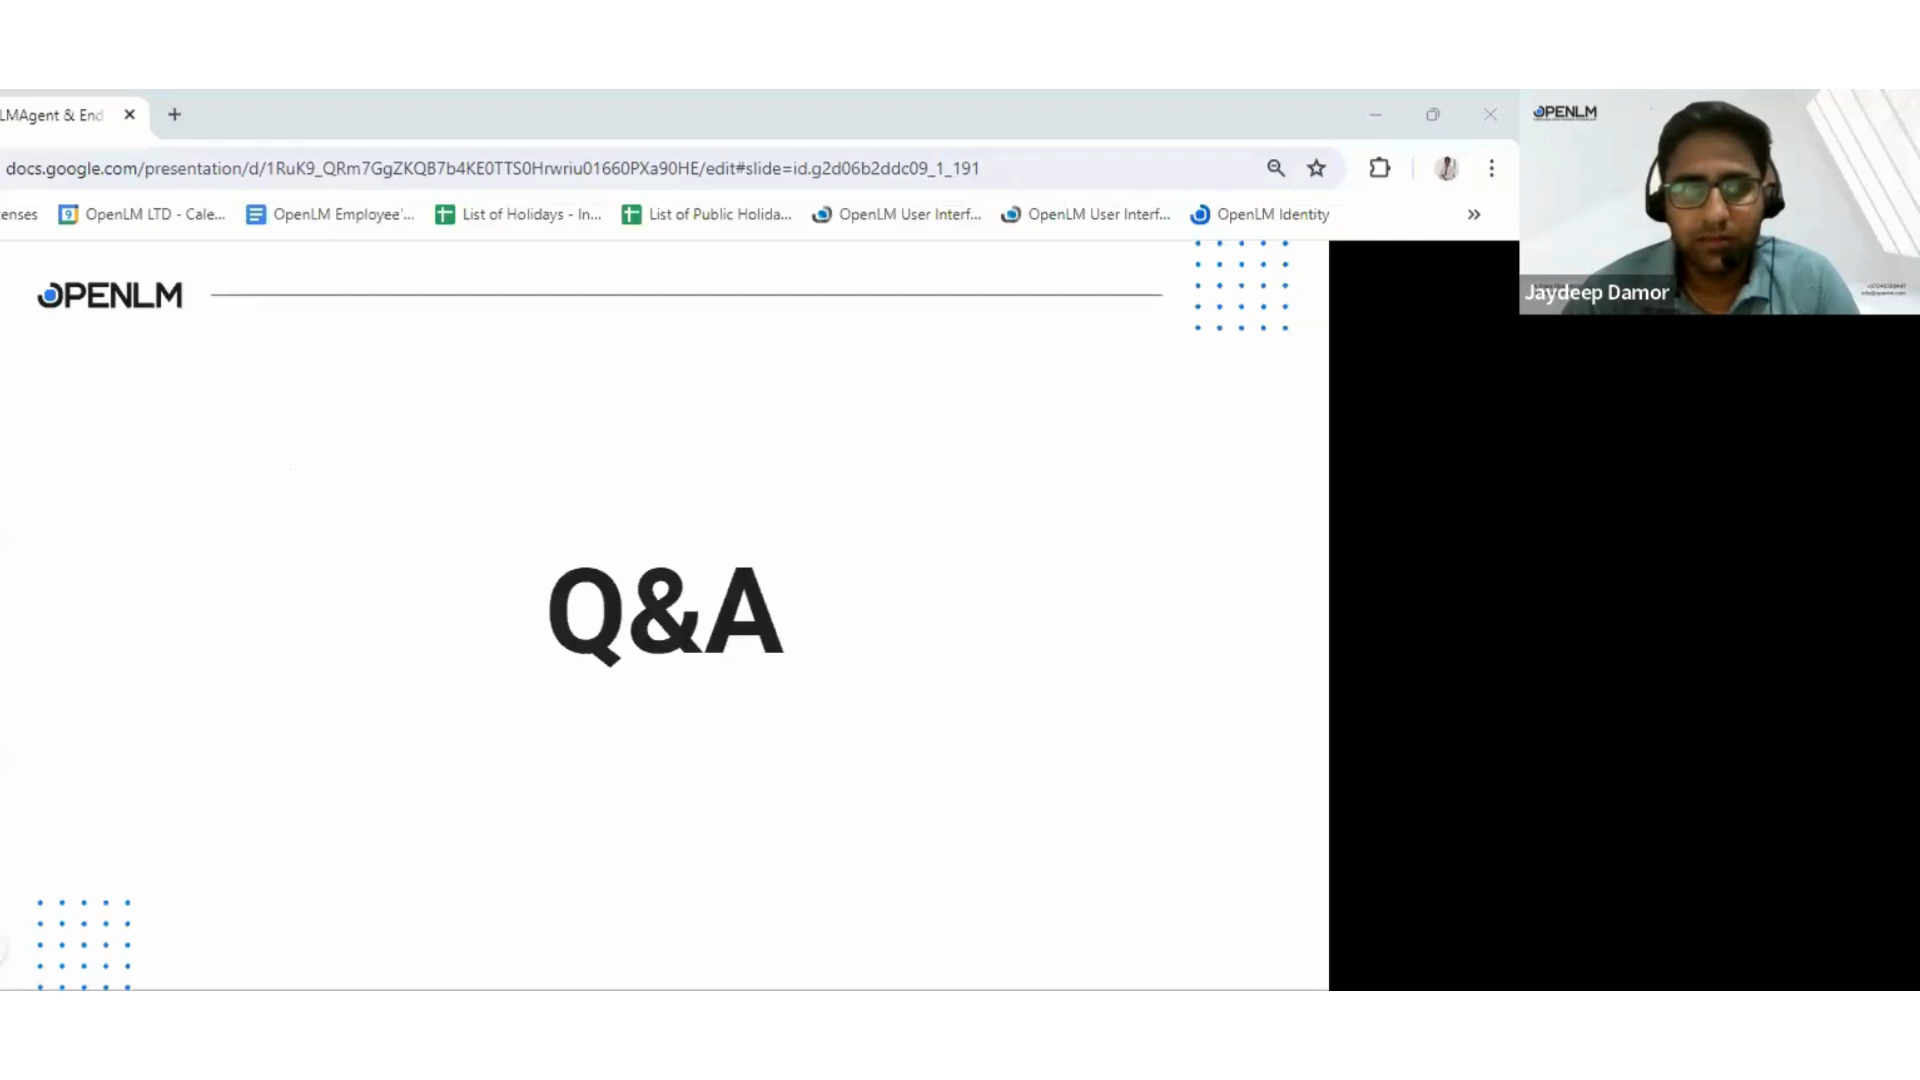 LMAgent & End
docs.google.com/presentation/d/1RuK9_QRm7GgZKQB7b4KE0TTS0Hrwriu01660PXa90HE/edit#slide=id.g2d06b2ddc09_1_191
enses
9
OpenLM LTD - Cale...
OpenLM Employee'...
List of Holidays - In...
List of Public Holida...
OpenLM User Interf...
OpenLM User Interf...
OpenLM Identity
OPENLM
Jaydeep Damor
OPENLM
Q&A